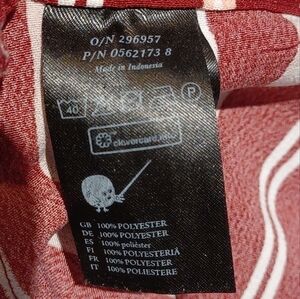 O/N 296957
P/N 0562173 8
Made in Indonesia
40 P
clevercare.info
GB 100% POLYESTER
DE 100% POLYESTER
ES 100% poliéster
FI 100% POLYESTERIÄ
FR 100% POLYESTER
IT 100% POLIESTERE